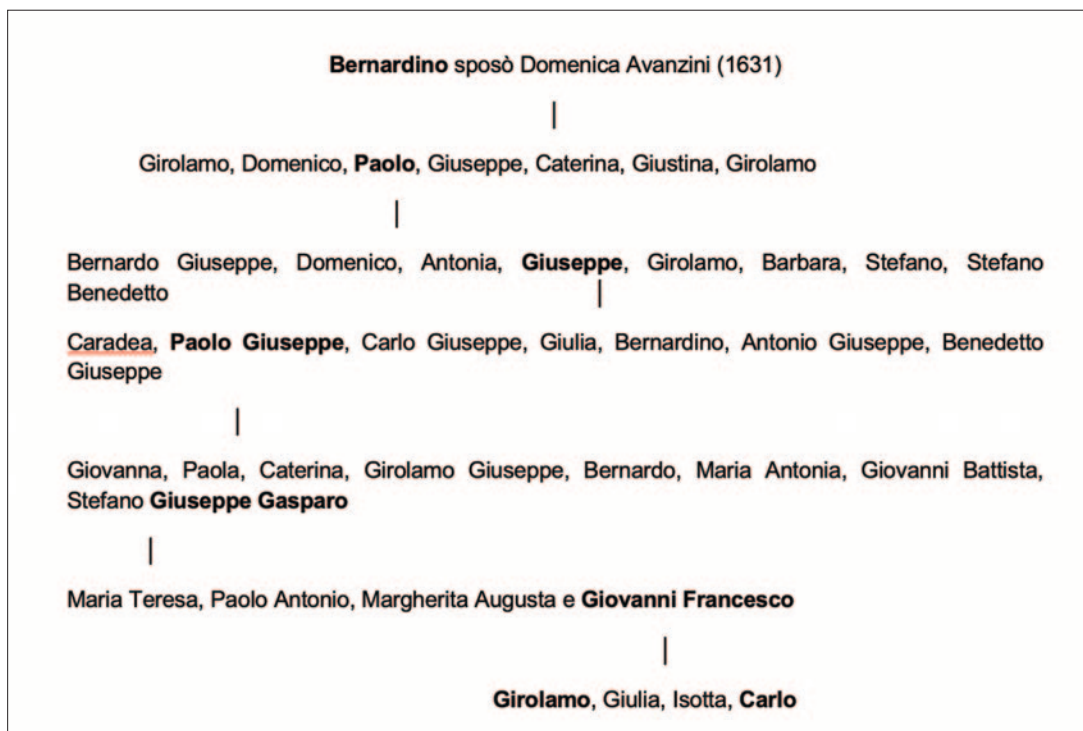 Bernardino sposò Domenica Avanzini (1631)
Girolamo, Domenico, Paolo, Giuseppe, Caterina, Giustina, Girolamo
Bernardo Giuseppe, Domenico, Antonia, Giuseppe, Girolamo, Barbara, Stefano, Stefano
Benedetto
Caradea, Paolo Giuseppe, Carlo Giuseppe, Giulia, Bernardino, Antonio Giuseppe, Benedetto
Giuseppe
Giovanna, Paola, Caterina, Girolamo Giuseppe, Bernardo, Maria Antonia, Giovanni Battista,
Stefano Giuseppe Gasparo
Maria Teresa, Paolo Antonio, Margherita Augusta e Giovanni Francesco
Girolamo, Giulia, Isotta, Carlo